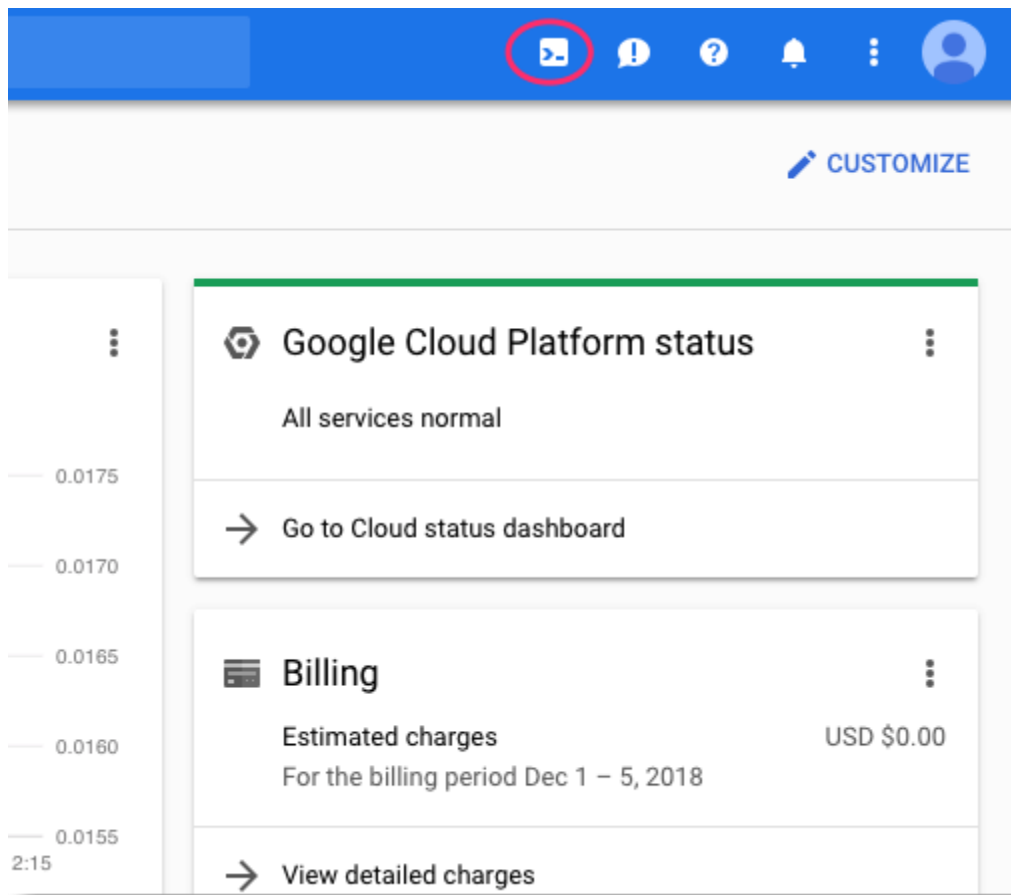 CUSTOMIZE
Google Cloud Platform status
All services normal
Go to Cloud status dashboard
0.0175
0.0170
0.0165
0.0160
0.0155
2:15
Billing
Estimated charges USD $0.00
For the billing period Dec 1 – 5, 2018
View detailed charges